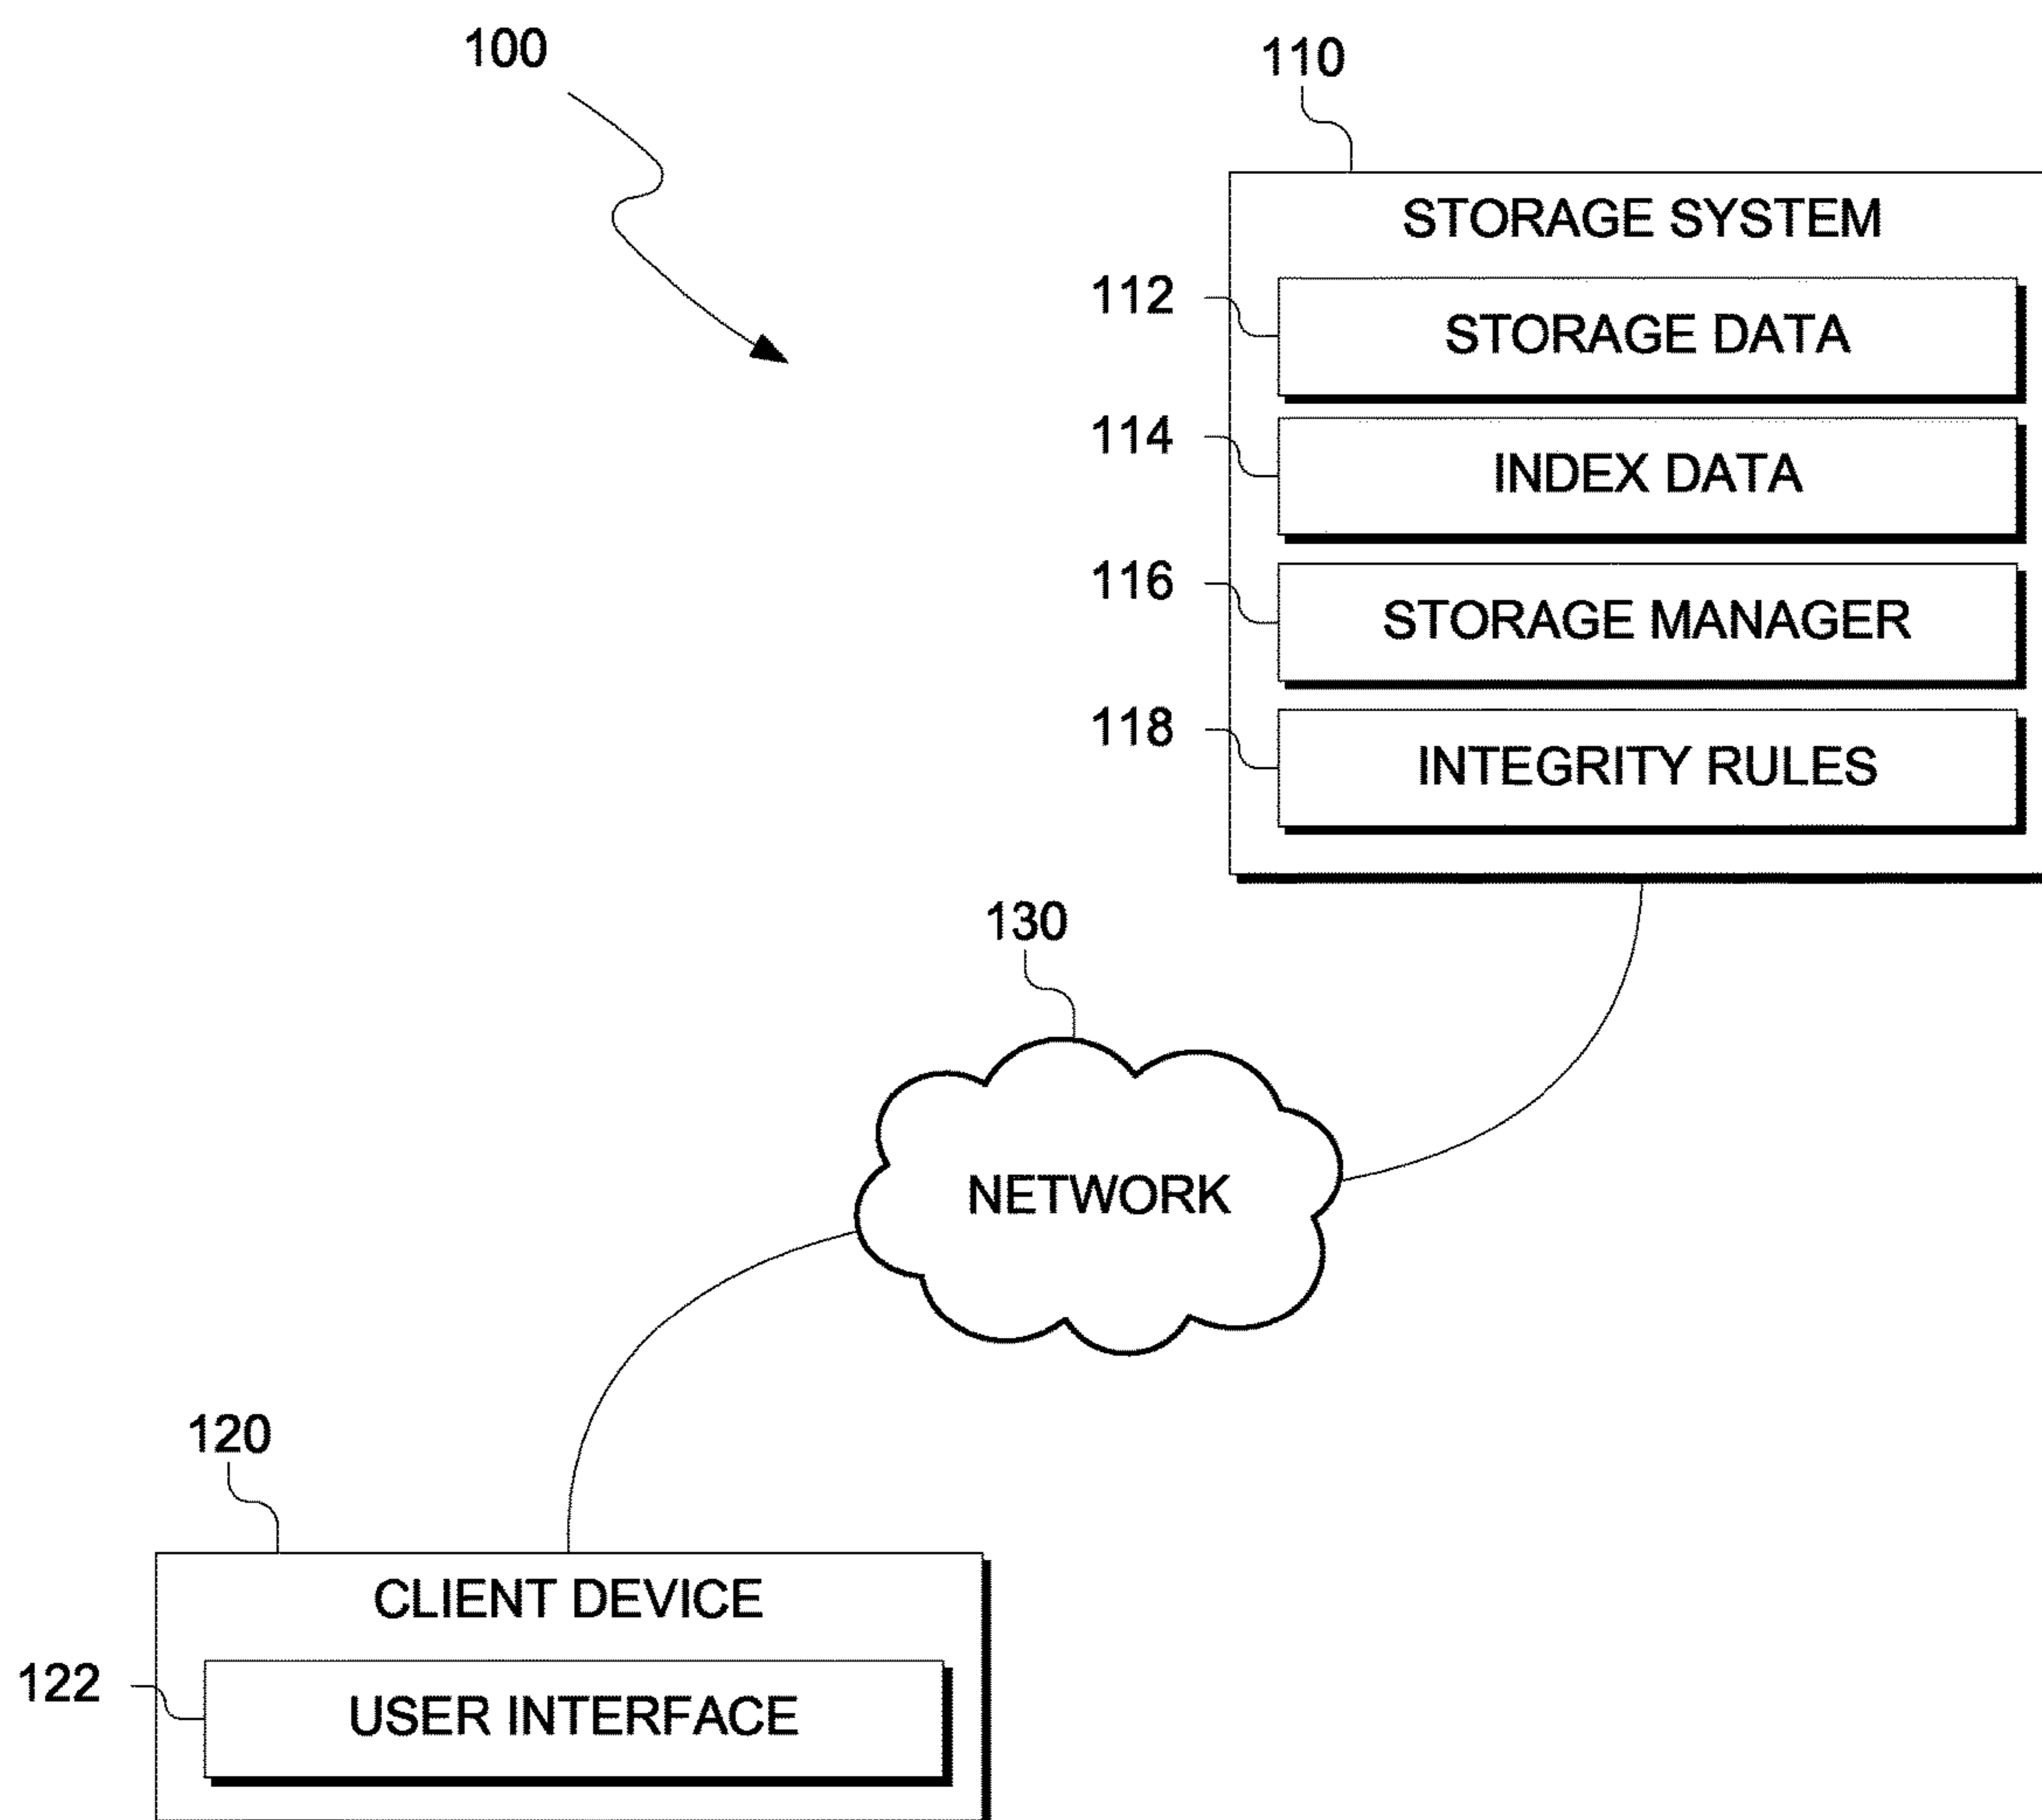 100
110
STORAGE SYSTEM
112
STORAGE DATA
114
INDEX DATA
116
STORAGE MANAGER
118
INTEGRITY RULES
130
NETWORK
120
CLIENT DEVICE
122
USER INTERFACE